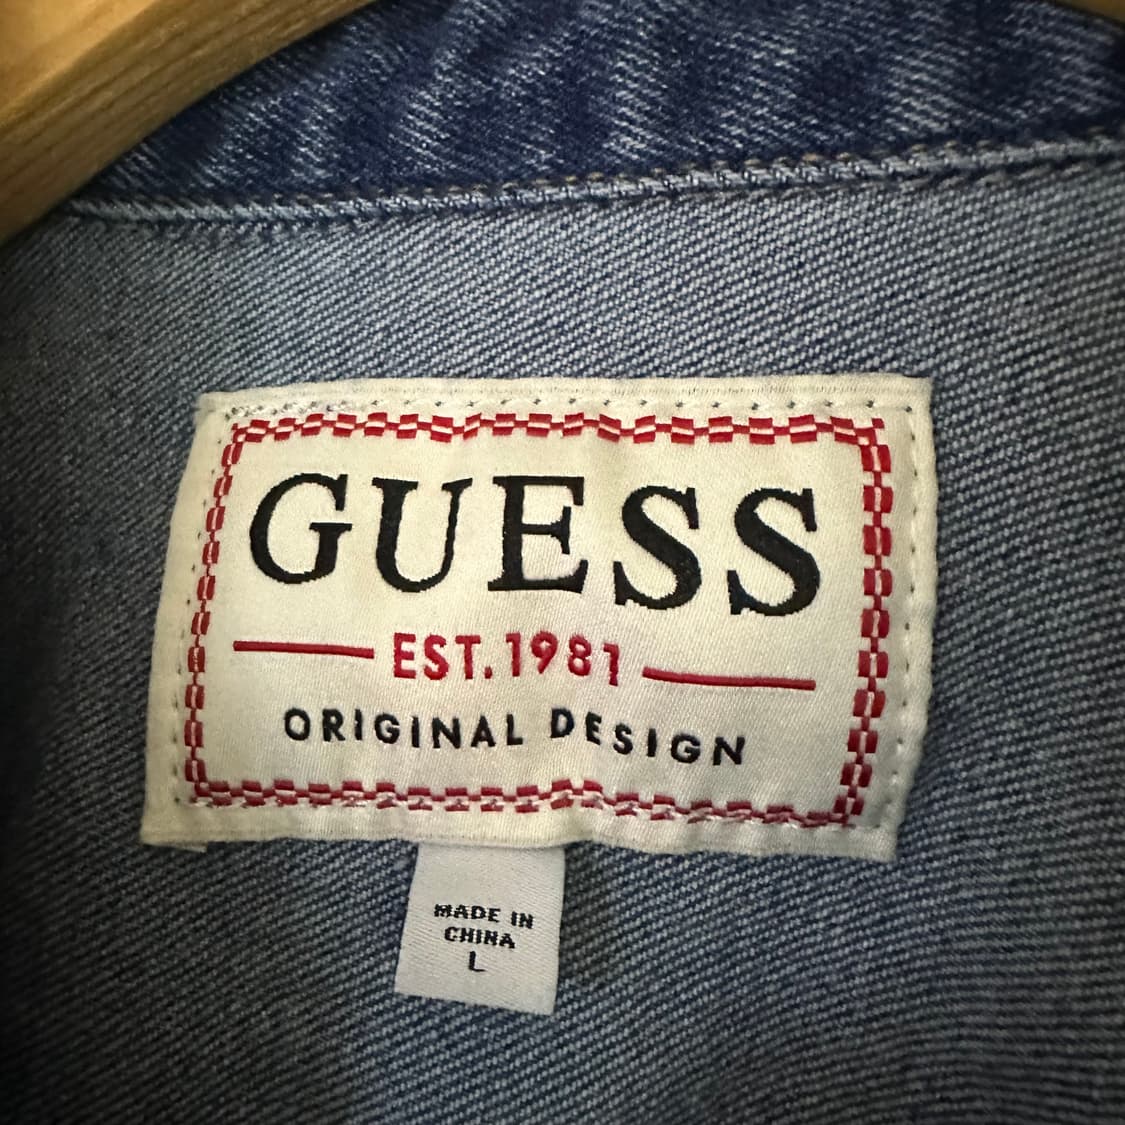 GUESS
EST. 1981
ORIGINAL DESIGN
MADE IN
CHINA
L